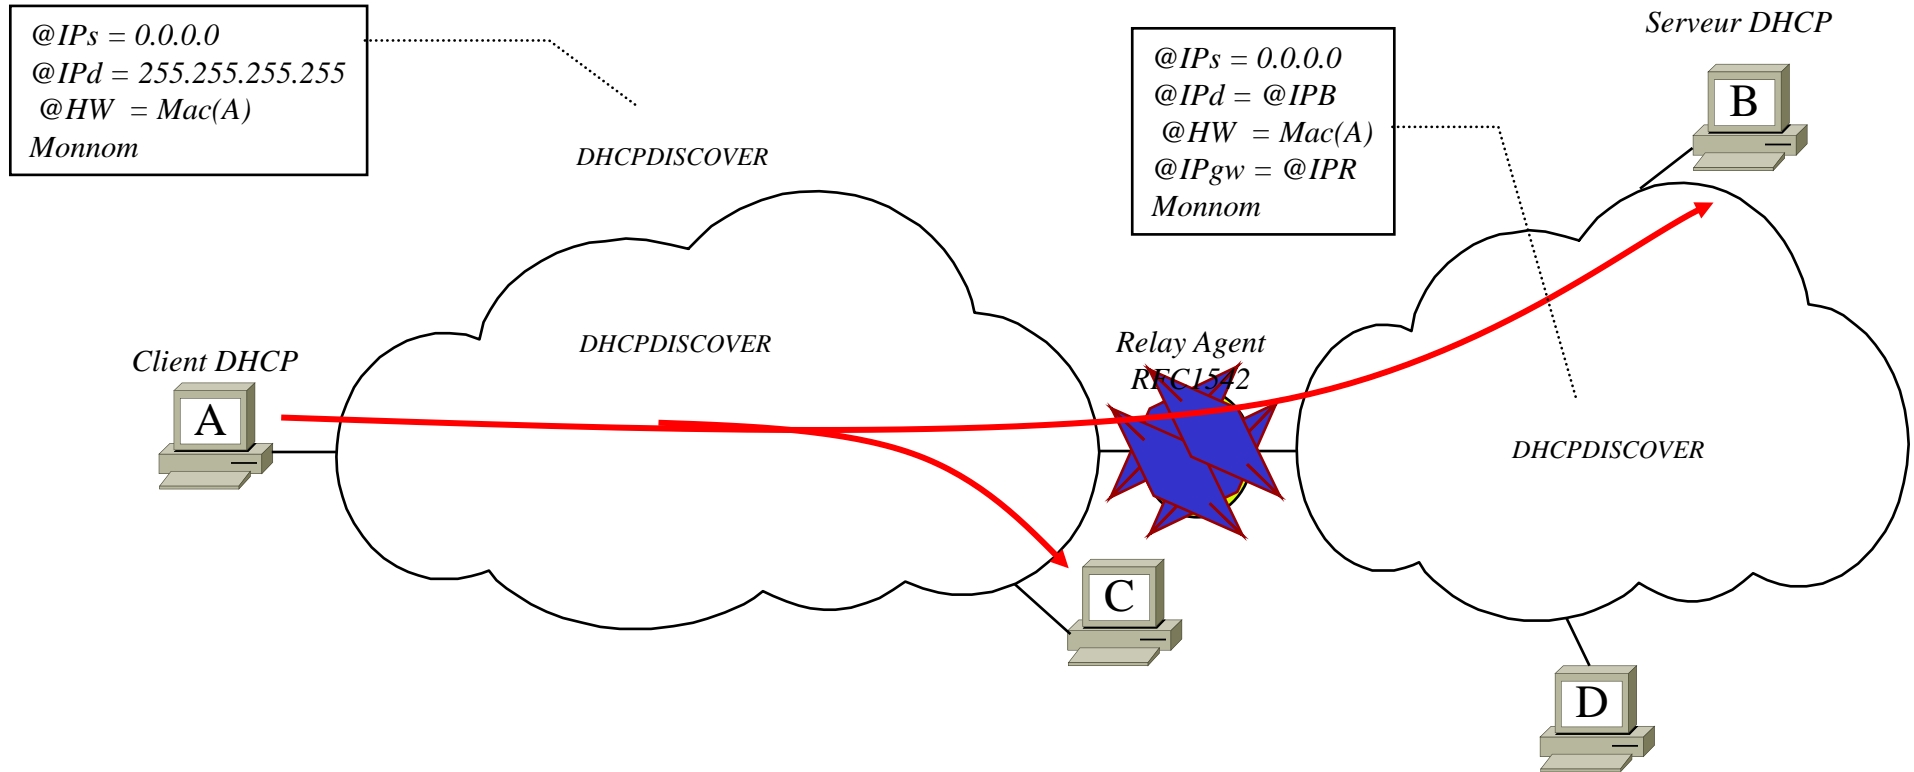 @IPs = 0.0.0.0
@IPd = 255.255.255.255
@HW = Mac(A)
Monnom
DHCPDISCOVER
@IPs = 0.0.0.0
@IPd = @IPB
@HW = Mac(A)
@IPgw = @IPR
Monnom
Serveur DHCP
B
Client DHCP
A
DHCPDISCOVER
Relay Agent
RFC1542
DHCPDISCOVER
C
D